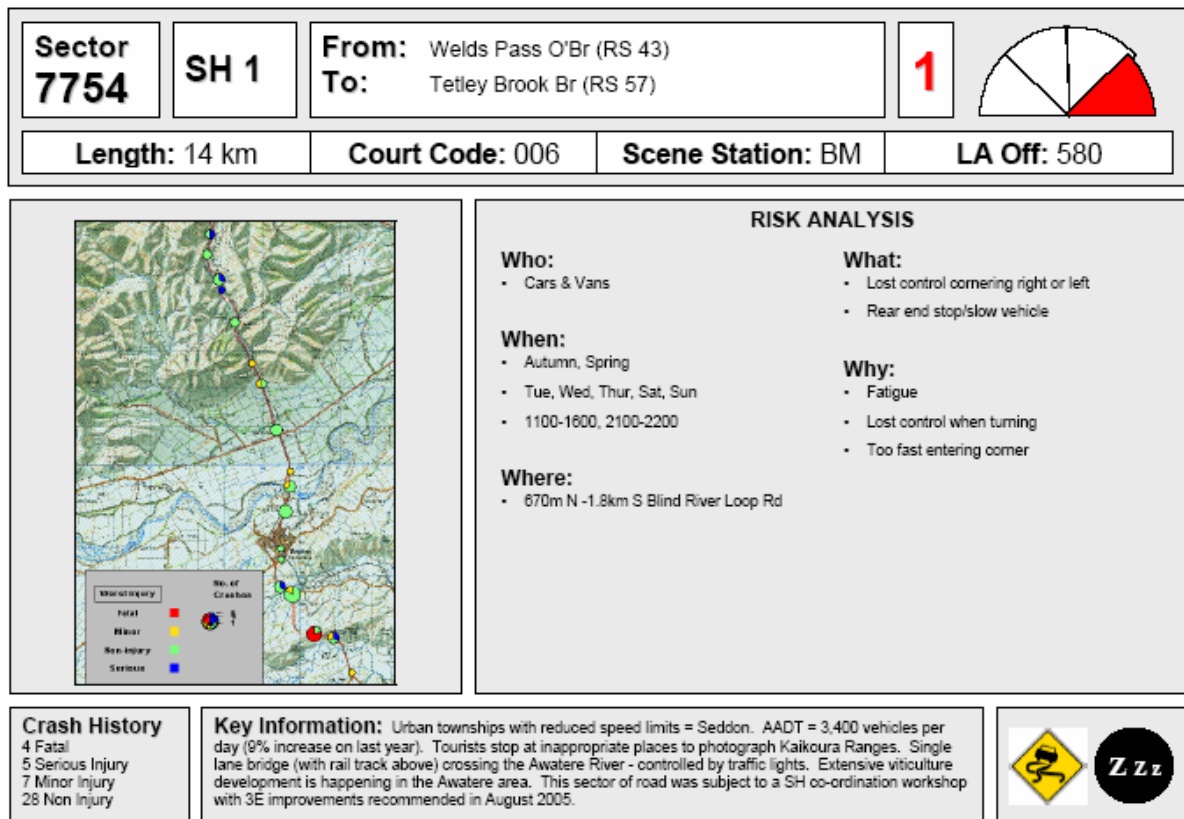 Sector
7754
SH 1
From: Welds Pass O'Br (RS 43)
To: Tetley Brook Br (RS 57)
1
Length: 14 km
Court Code: 006
Scene Station: BM
LA Off: 580
Worst Injury
No. of
Crashes
Fatal
Minor
Non-injury
Serious
RISK ANALYSIS
Who:
▪ Cars & Vans
When:
▪ Autumn, Spring
▪ Tue, Wed, Thur, Sat, Sun
▪ 1100-1600, 2100-2200
Where:
▪ 670m N -1.8km S Blind River Loop Rd
What:
▪ Lost control cornering right or left
▪ Rear end stop/slow vehicle
Why:
▪ Fatigue
▪ Lost control when turning
▪ Too fast entering corner
Crash History
4 Fatal
5 Serious Injury
7 Minor Injury
28 Non Injury
Key Information: Urban townships with reduced speed limits = Seddon. AADT = 3,400 vehicles per
day (9% increase on last year). Tourists stop at inappropriate places to photograph Kaikoura Ranges. Single
lane bridge (with rail track above) crossing the Awatere River - controlled by traffic lights. Extensive viticulture
development is happening in the Awatere area. This sector of road was subject to a SH co-ordination workshop
with 3E improvements recommended in August 2005.
Z z z